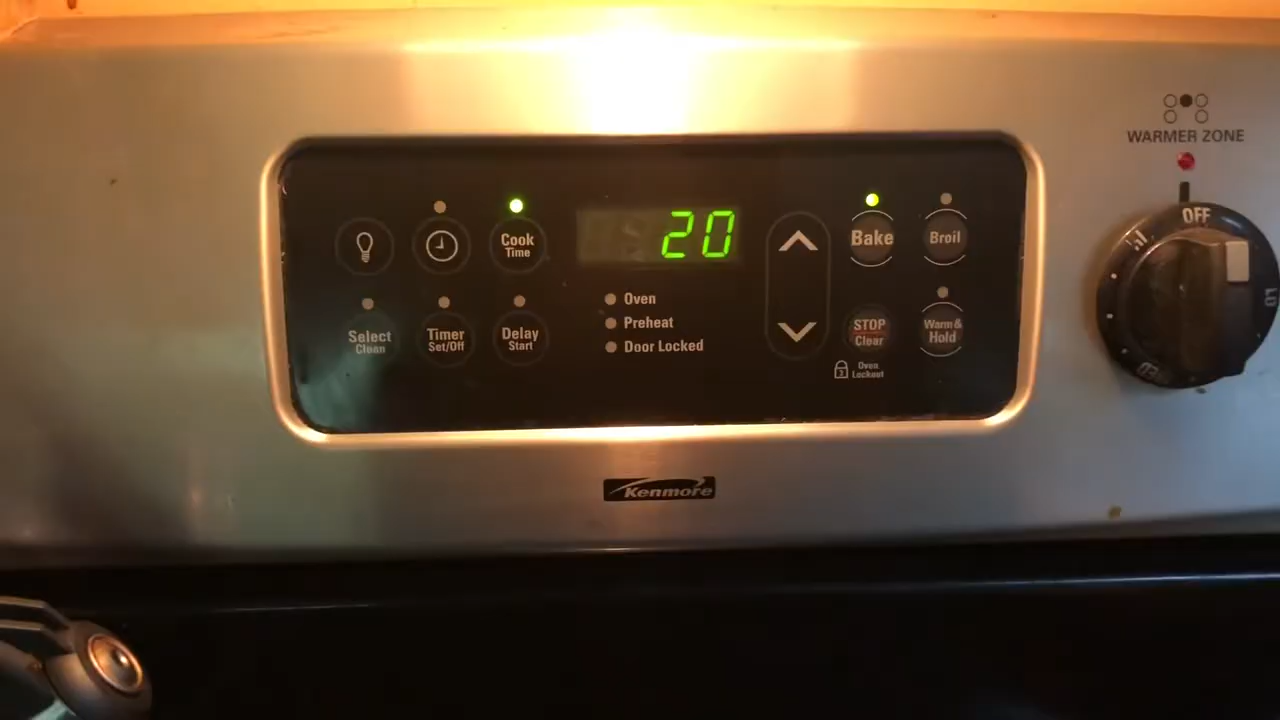 WARMER ZONE
OFF
LO
Cook
Time
20
Bake
Broil
Oven
Preheat
Door Locked
Select
Clean
Timer
Set/Off
Delay
Start
STOP
Clear
Warm &
Hold
Oven
Lockout
Kenmore